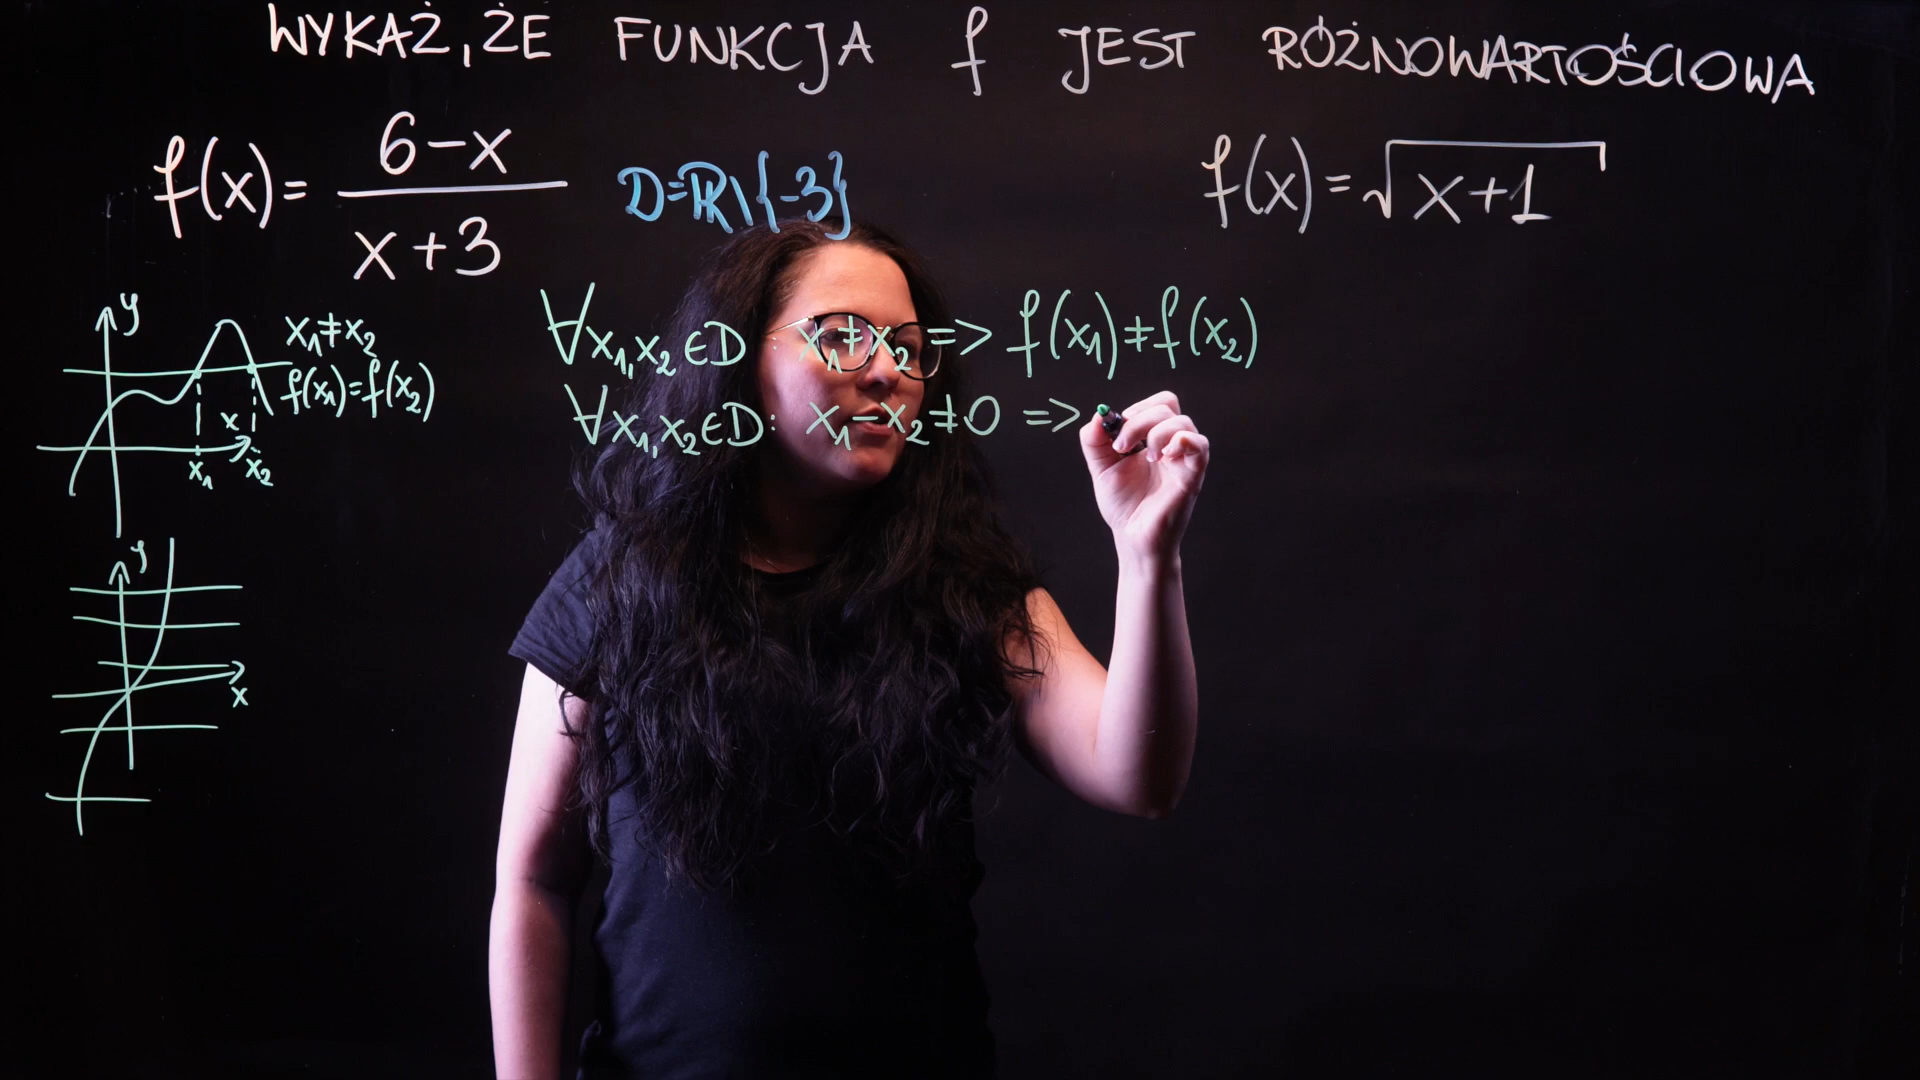 WYKAŻ, ŻE FUNKCJA f JEST RÓŻNOWARTOŚCIOWA
f(x) = (6-x)/(x+3)
D=ℝ\{-3}
f(x)=√(x+1)
y
x₁≠x₂
f(x₁)=f(x₂)
x
x₁ x₂
∀x₁,x₂∈D : x₁≠x₂ => f(x₁)≠f(x₂)
∀x₁,x₂∈D: x₁-x₂≠0 =>
y
x